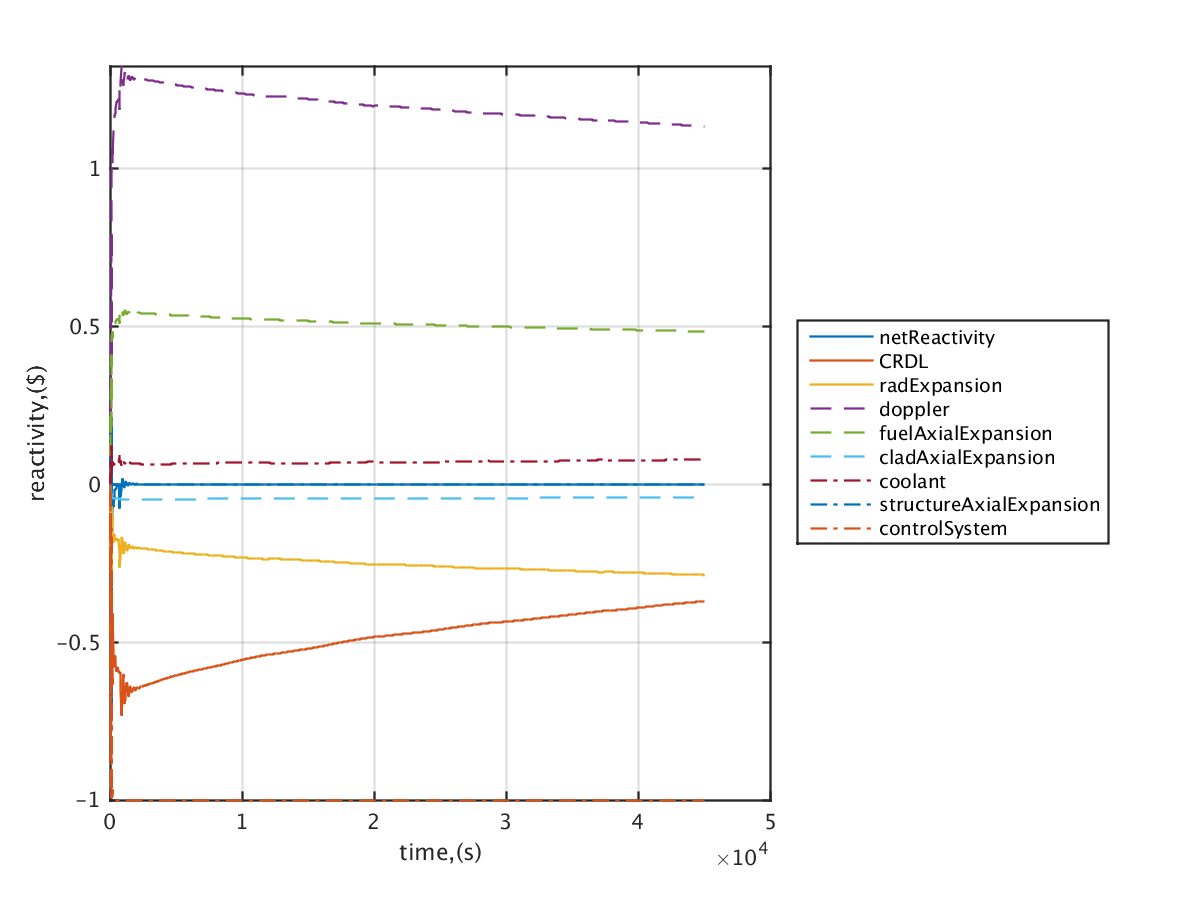 1
0.5
0
-0.5
-1
reactivity,($)
0 1 2 3 4 5
time,(s)
×10^4
netReactivity
CRDL
radExpansion
doppler
fuelAxialExpansion
cladAxialExpansion
coolant
structureAxialExpansion
controlSystem